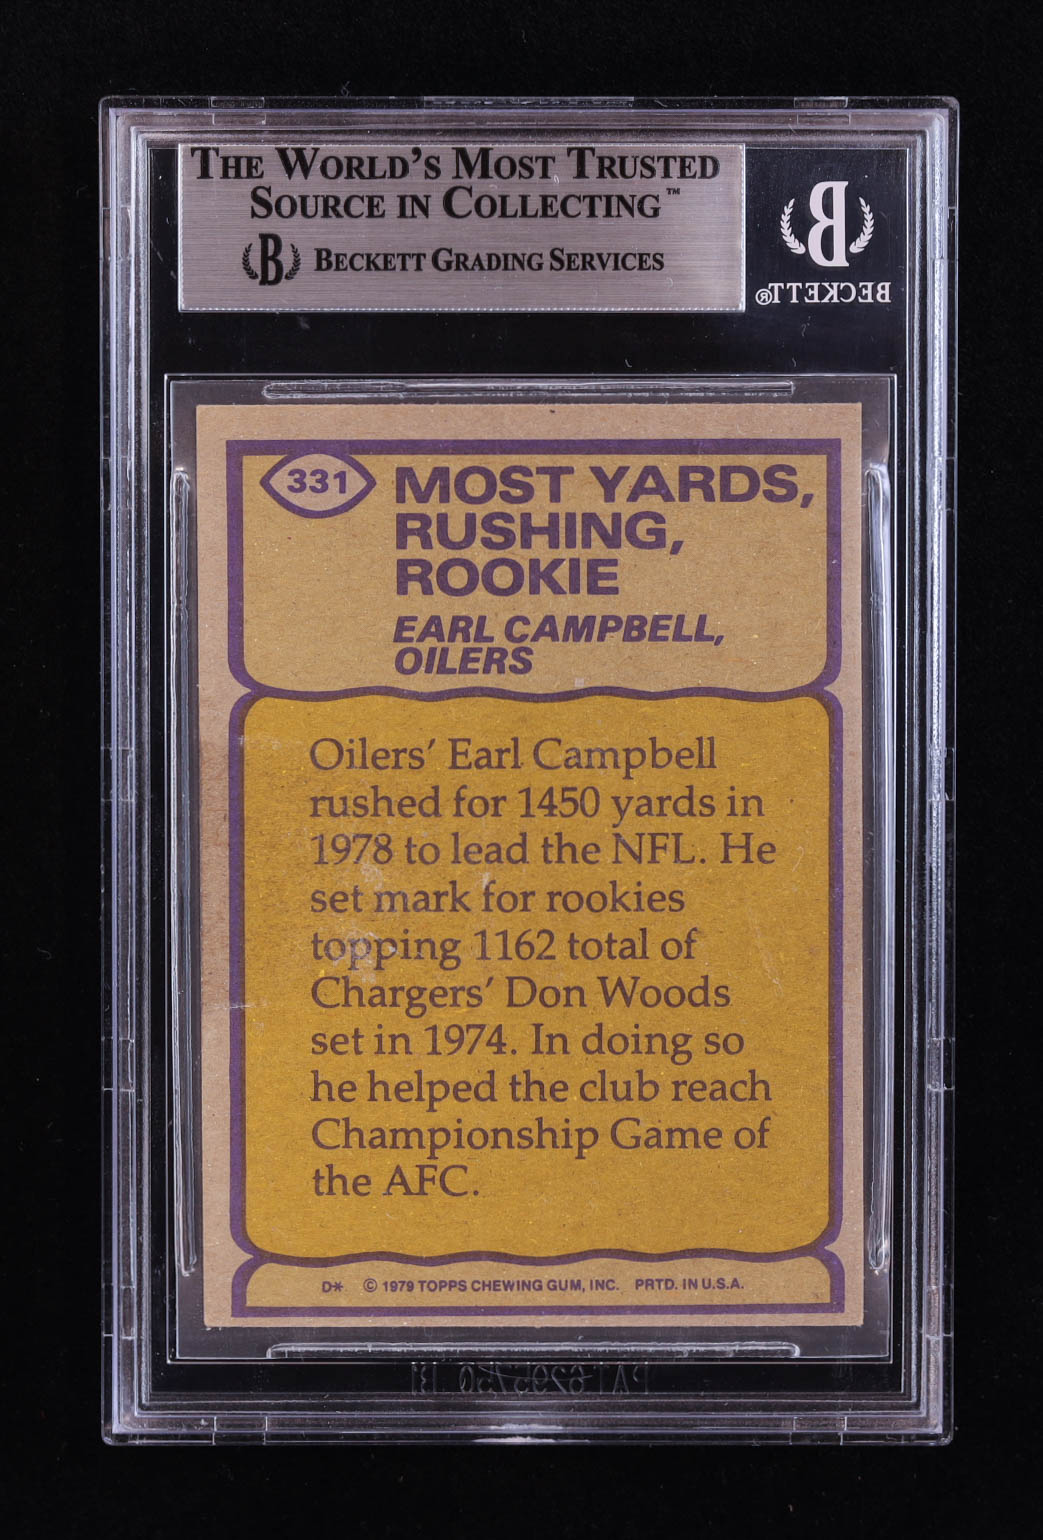 THE WORLD'S MOST TRUSTED
SOURCE IN COLLECTING™
B BECKETT GRADING SERVICES
B
BECKETT®
331
MOST YARDS,
RUSHING,
ROOKIE
EARL CAMPBELL,
OILERS
Oilers' Earl Campbell
rushed for 1450 yards in
1978 to lead the NFL. He
set mark for rookies
topping 1162 total of
Chargers' Don Woods
set in 1974. In doing so
he helped the club reach
Championship Game of
the AFC.
D* © 1979 TOPPS CHEWING GUM, INC. PRTD. IN U.S.A.